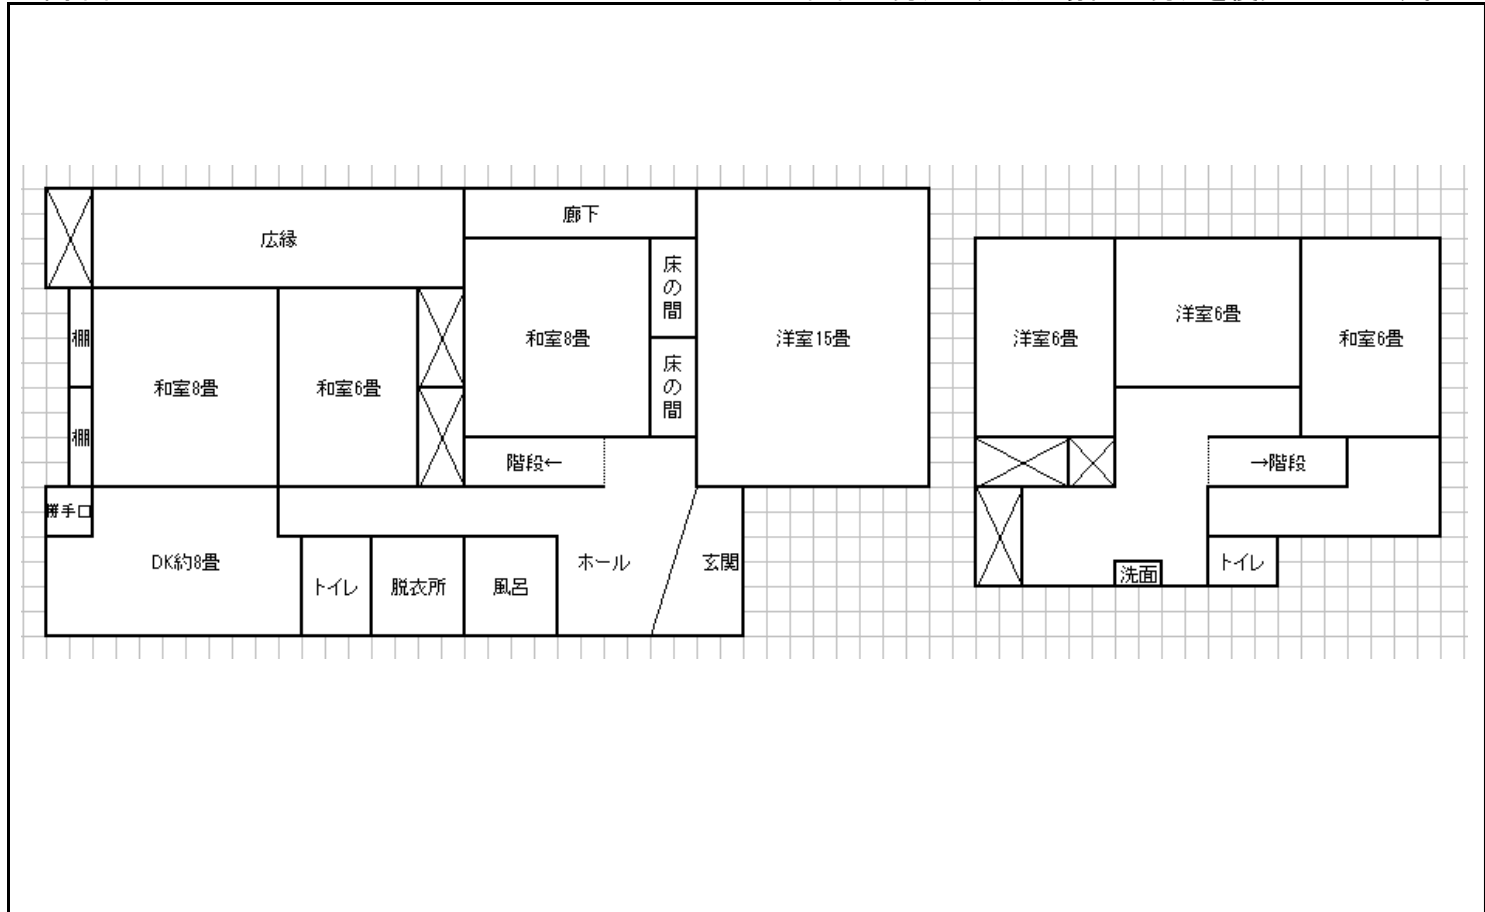 廊下
広縁
床の間
和室8畳
洋室15畳
床の間
棚
和室8畳
和室6畳
棚
階段←
勝手口
DK約8畳
トイレ
脱衣所
風呂
ホール
玄関
洋室6畳
洋室6畳
和室6畳
→階段
洗面
トイレ